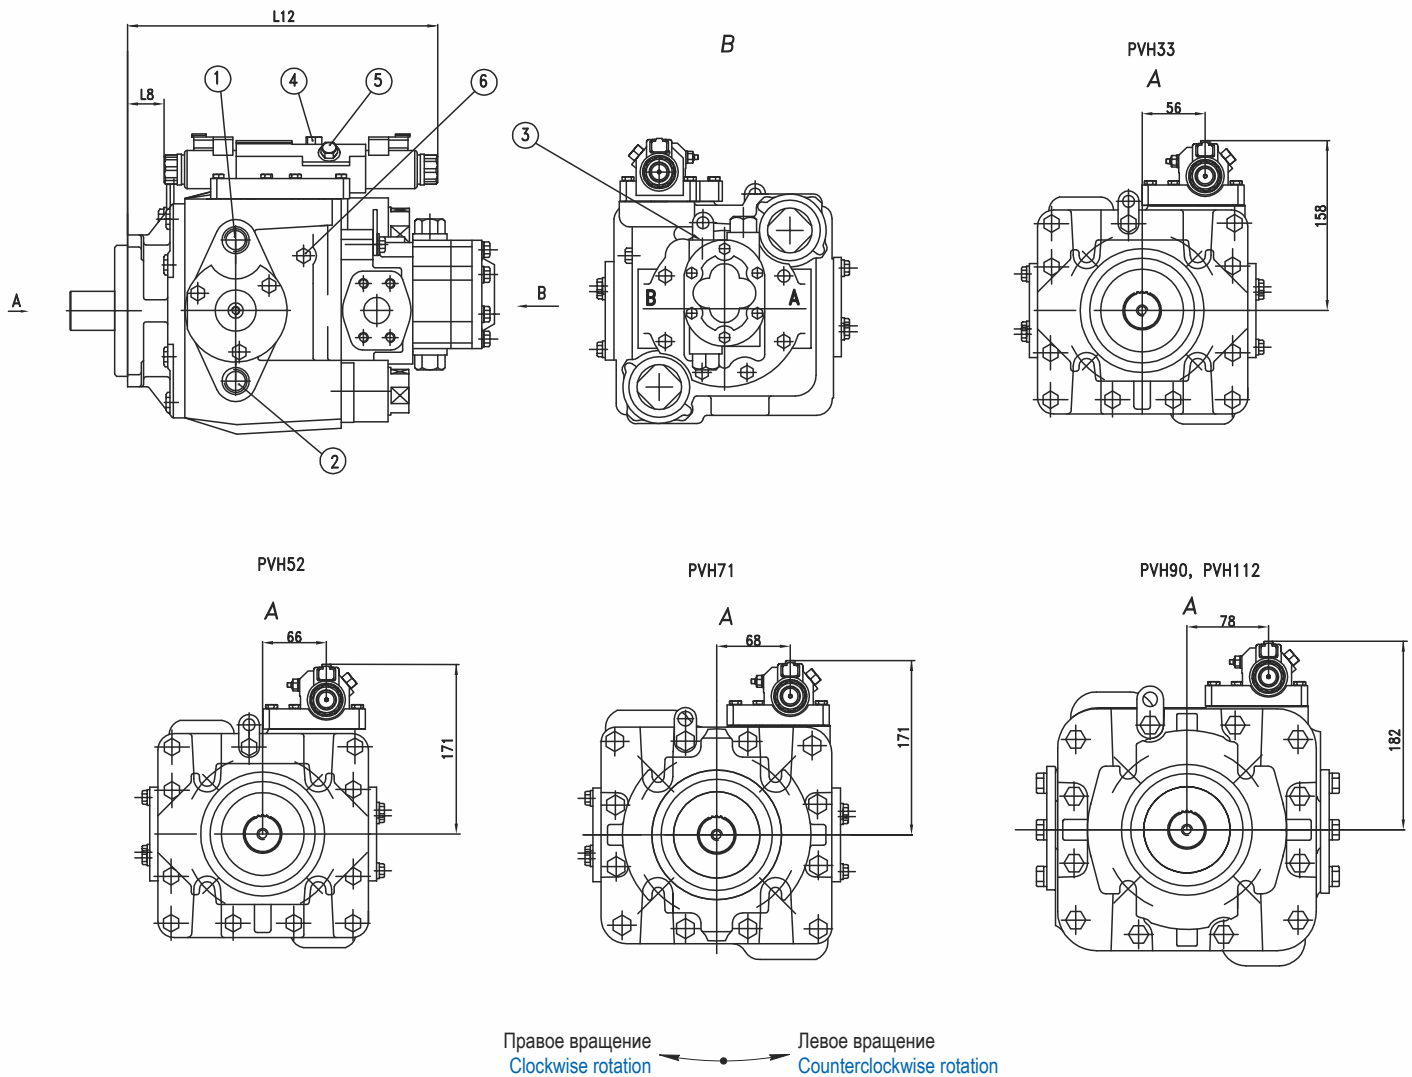 L12
B
PVH33
A
1
4
5
6
L8
56
3
158
A
B
B
A
2
PVH52
PVH71
PVH90, PVH112
A
A
A
66
68
78
171
171
182
Правое вращение
Левое вращение
Clockwise rotation
Counterclockwise rotation